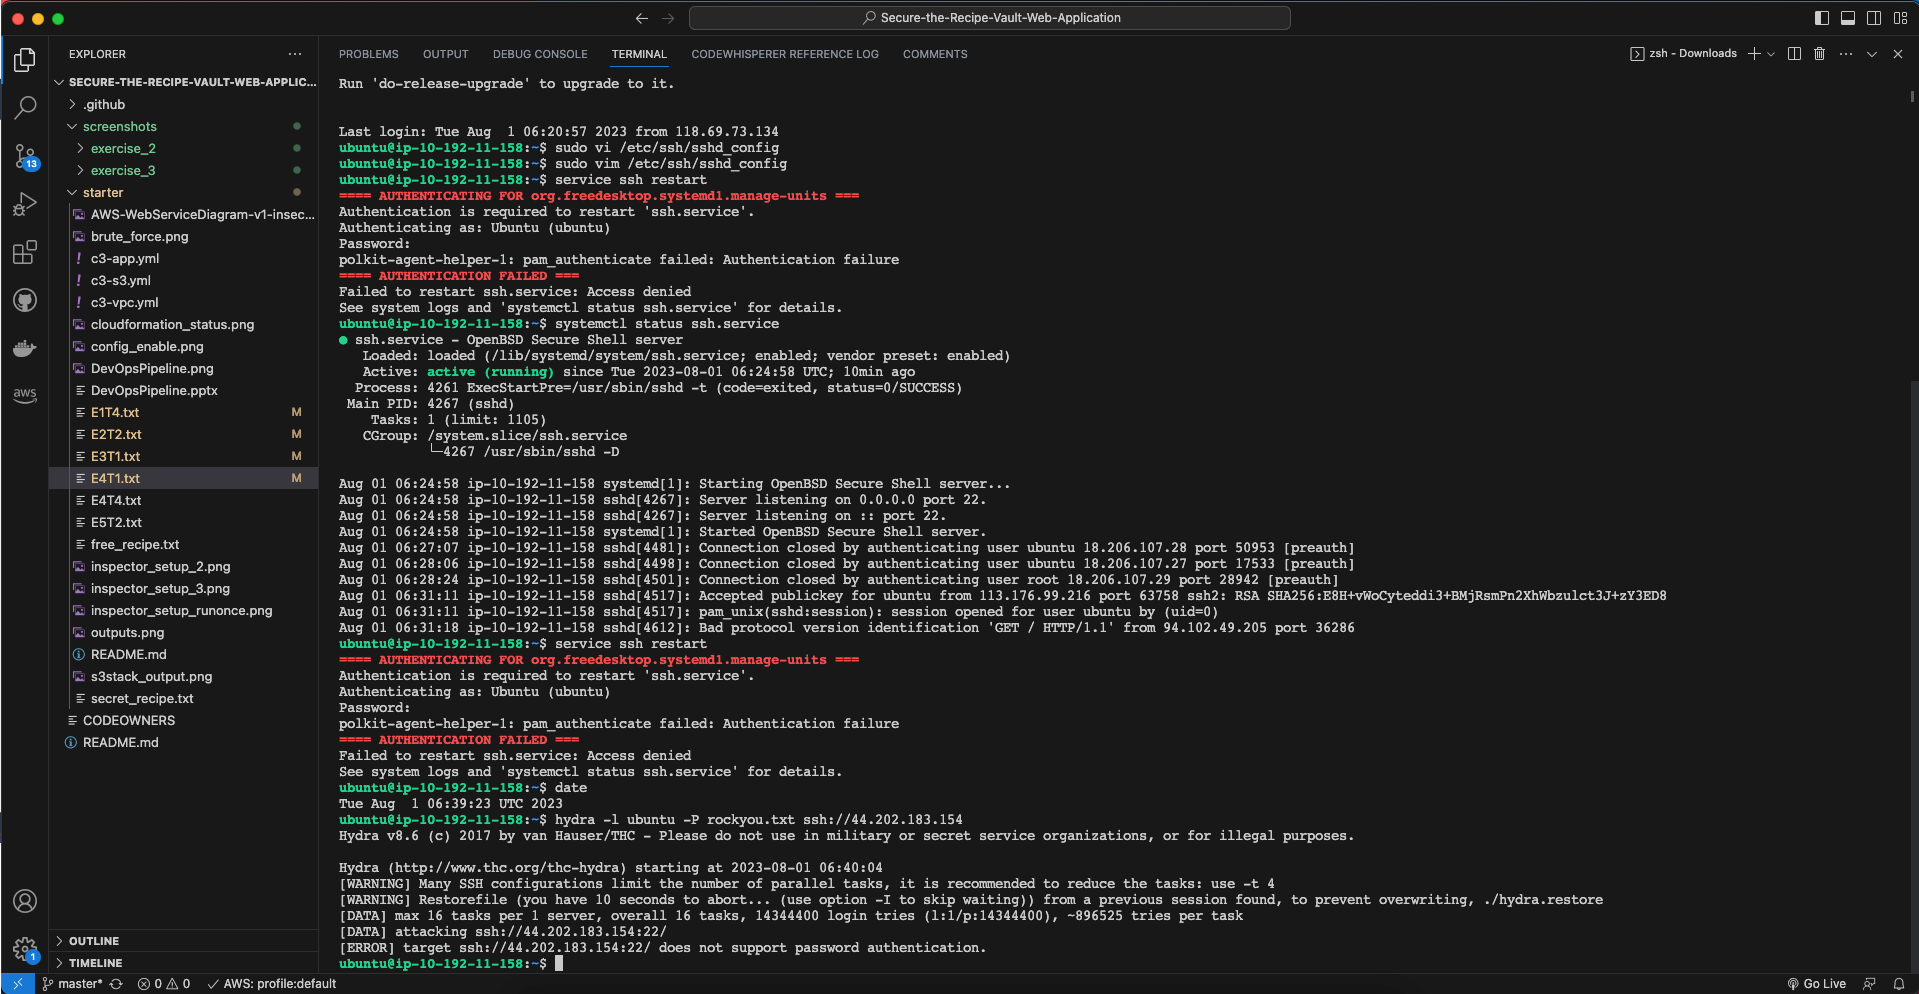 Secure-the-Recipe-Vault-Web-Application
EXPLORER
SECURE-THE-RECIPE-VAULT-WEB-APPLIC...
.github
screenshots
exercise_2
exercise_3
starter
AWS-WebServiceDiagram-v1-insec...
brute_force.png
! c3-app.yml
! c3-s3.yml
! c3-vpc.yml
cloudformation_status.png
config_enable.png
DevOpsPipeline.png
DevOpsPipeline.pptx
E1T4.txt M
E2T2.txt M
E3T1.txt M
E4T1.txt M
E4T4.txt
E5T2.txt
free_recipe.txt
inspector_setup_2.png
inspector_setup_3.png
inspector_setup_runonce.png
outputs.png
README.md
s3stack_output.png
secret_recipe.txt
CODEOWNERS
README.md
OUTLINE
TIMELINE
13
aws
1
PROBLEMS OUTPUT DEBUG CONSOLE TERMINAL CODEWHISPERER REFERENCE LOG COMMENTS
zsh - Downloads
Run 'do-release-upgrade' to upgrade to it.
Last login: Tue Aug  1 06:20:57 2023 from 118.69.73.134
ubuntu@ip-10-192-11-158:~$ sudo vi /etc/ssh/sshd_config
ubuntu@ip-10-192-11-158:~$ sudo vim /etc/ssh/sshd_config
ubuntu@ip-10-192-11-158:~$ service ssh restart
==== AUTHENTICATING FOR org.freedesktop.systemd1.manage-units ===
Authentication is required to restart 'ssh.service'.
Authenticating as: Ubuntu (ubuntu)
Password:
polkit-agent-helper-1: pam_authenticate failed: Authentication failure
==== AUTHENTICATION FAILED ===
Failed to restart ssh.service: Access denied
See system logs and 'systemctl status ssh.service' for details.
ubuntu@ip-10-192-11-158:~$ systemctl status ssh.service
● ssh.service - OpenBSD Secure Shell server
Loaded: loaded (/lib/systemd/system/ssh.service; enabled; vendor preset: enabled)
Active: active (running) since Tue 2023-08-01 06:24:58 UTC; 10min ago
Process: 4261 ExecStartPre=/usr/sbin/sshd -t (code=exited, status=0/SUCCESS)
Main PID: 4267 (sshd)
Tasks: 1 (limit: 1105)
CGroup: /system.slice/ssh.service
└─4267 /usr/sbin/sshd -D
Aug 01 06:24:58 ip-10-192-11-158 systemd[1]: Starting OpenBSD Secure Shell server...
Aug 01 06:24:58 ip-10-192-11-158 sshd[4267]: Server listening on 0.0.0.0 port 22.
Aug 01 06:24:58 ip-10-192-11-158 sshd[4267]: Server listening on :: port 22.
Aug 01 06:24:58 ip-10-192-11-158 systemd[1]: Started OpenBSD Secure Shell server.
Aug 01 06:27:07 ip-10-192-11-158 sshd[4481]: Connection closed by authenticating user ubuntu 18.206.107.28 port 50953 [preauth]
Aug 01 06:28:06 ip-10-192-11-158 sshd[4498]: Connection closed by authenticating user ubuntu 18.206.107.27 port 17533 [preauth]
Aug 01 06:28:24 ip-10-192-11-158 sshd[4501]: Connection closed by authenticating user root 18.206.107.29 port 28942 [preauth]
Aug 01 06:31:11 ip-10-192-11-158 sshd[4517]: Accepted publickey for ubuntu from 113.176.99.216 port 63758 ssh2: RSA SHA256:E8H+vWoCyteddi3+BMjRsmPn2XhWbzulct3J+zY3ED8
Aug 01 06:31:11 ip-10-192-11-158 sshd[4517]: pam_unix(sshd:session): session opened for user ubuntu by (uid=0)
Aug 01 06:31:18 ip-10-192-11-158 sshd[4612]: Bad protocol version identification 'GET / HTTP/1.1' from 94.102.49.205 port 36286
ubuntu@ip-10-192-11-158:~$ service ssh restart
==== AUTHENTICATING FOR org.freedesktop.systemd1.manage-units ===
Authentication is required to restart 'ssh.service'.
Authenticating as: Ubuntu (ubuntu)
Password:
polkit-agent-helper-1: pam_authenticate failed: Authentication failure
==== AUTHENTICATION FAILED ===
Failed to restart ssh.service: Access denied
See system logs and 'systemctl status ssh.service' for details.
ubuntu@ip-10-192-11-158:~$ date
Tue Aug  1 06:39:23 UTC 2023
ubuntu@ip-10-192-11-158:~$ hydra -l ubuntu -P rockyou.txt ssh://44.202.183.154
Hydra v8.6 (c) 2017 by van Hauser/THC - Please do not use in military or secret service organizations, or for illegal purposes.
Hydra (http://www.thc.org/thc-hydra) starting at 2023-08-01 06:40:04
[WARNING] Many SSH configurations limit the number of parallel tasks, it is recommended to reduce the tasks: use -t 4
[WARNING] Restorefile (you have 10 seconds to abort... (use option -I to skip waiting)) from a previous session found, to prevent overwriting, ./hydra.restore
[DATA] max 16 tasks per 1 server, overall 16 tasks, 14344400 login tries (l:1/p:14344400), ~896525 tries per task
[DATA] attacking ssh://44.202.183.154:22/
[ERROR] target ssh://44.202.183.154:22/ does not support password authentication.
ubuntu@ip-10-192-11-158:~$
master* 0 0 AWS: profile:default Go Live